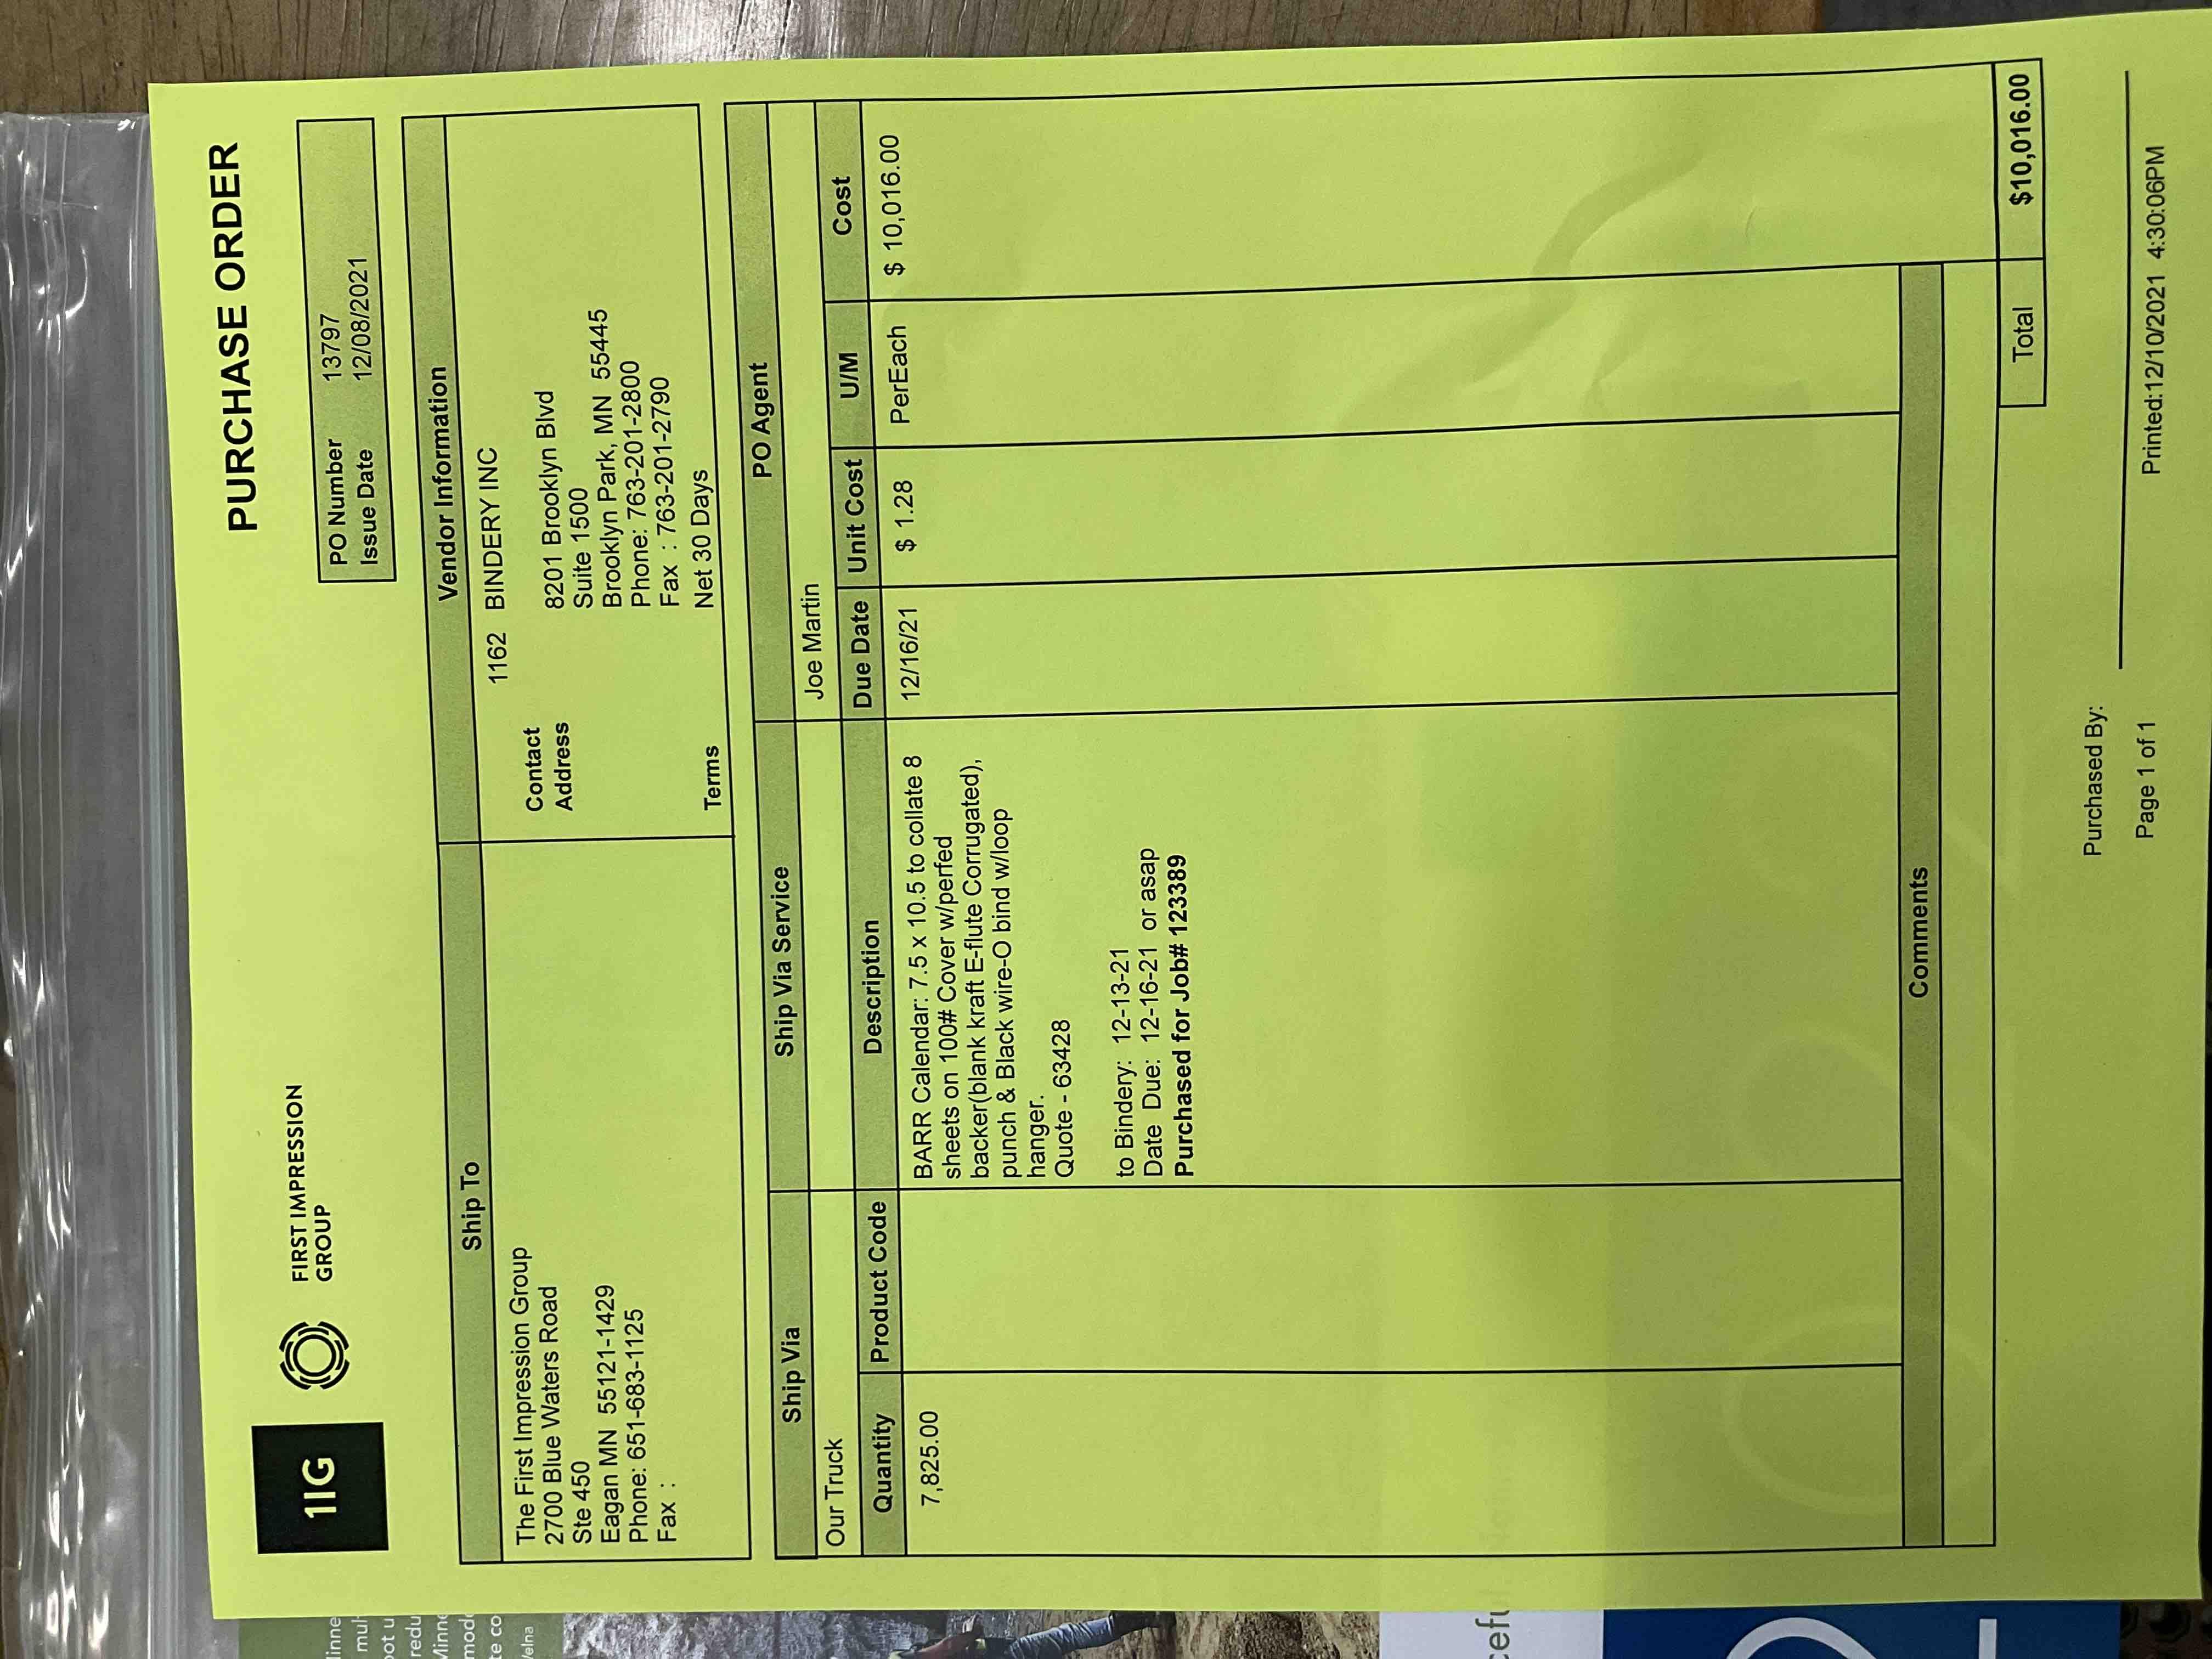 1IG
FIRST IMPRESSION
GROUP
PURCHASE ORDER
PO Number 13797
Issue Date 12/08/2021
Ship To
The First Impression Group
2700 Blue Waters Road
Ste 450
Eagan MN 55121-1429
Phone: 651-683-1125
Fax :
Vendor Information
1162 BINDERY INC
Contact
Address 8201 Brooklyn Blvd
Suite 1500
Brooklyn Park, MN 55445
Phone: 763-201-2800
Fax : 763-201-2790
Terms Net 30 Days
Ship Via Ship Via Service PO Agent
Our Truck Joe Martin
Quantity Product Code Description Due Date Unit Cost U/M Cost
7,825.00 BARR Calendar: 7.5 x 10.5 to collate 8 12/16/21 $ 1.28 PerEach $ 10,016.00
sheets on 100# Cover w/perfed
backer(blank kraft E-flute Corrugated),
punch & Black wire-O bind w/loop
hanger.
Quote - 63428
to Bindery: 12-13-21
Date Due: 12-16-21 or asap
Purchased for Job# 123389
Comments
Total $10,016.00
Purchased By:
Page 1 of 1 Printed:12/10/2021 4:30:06PM